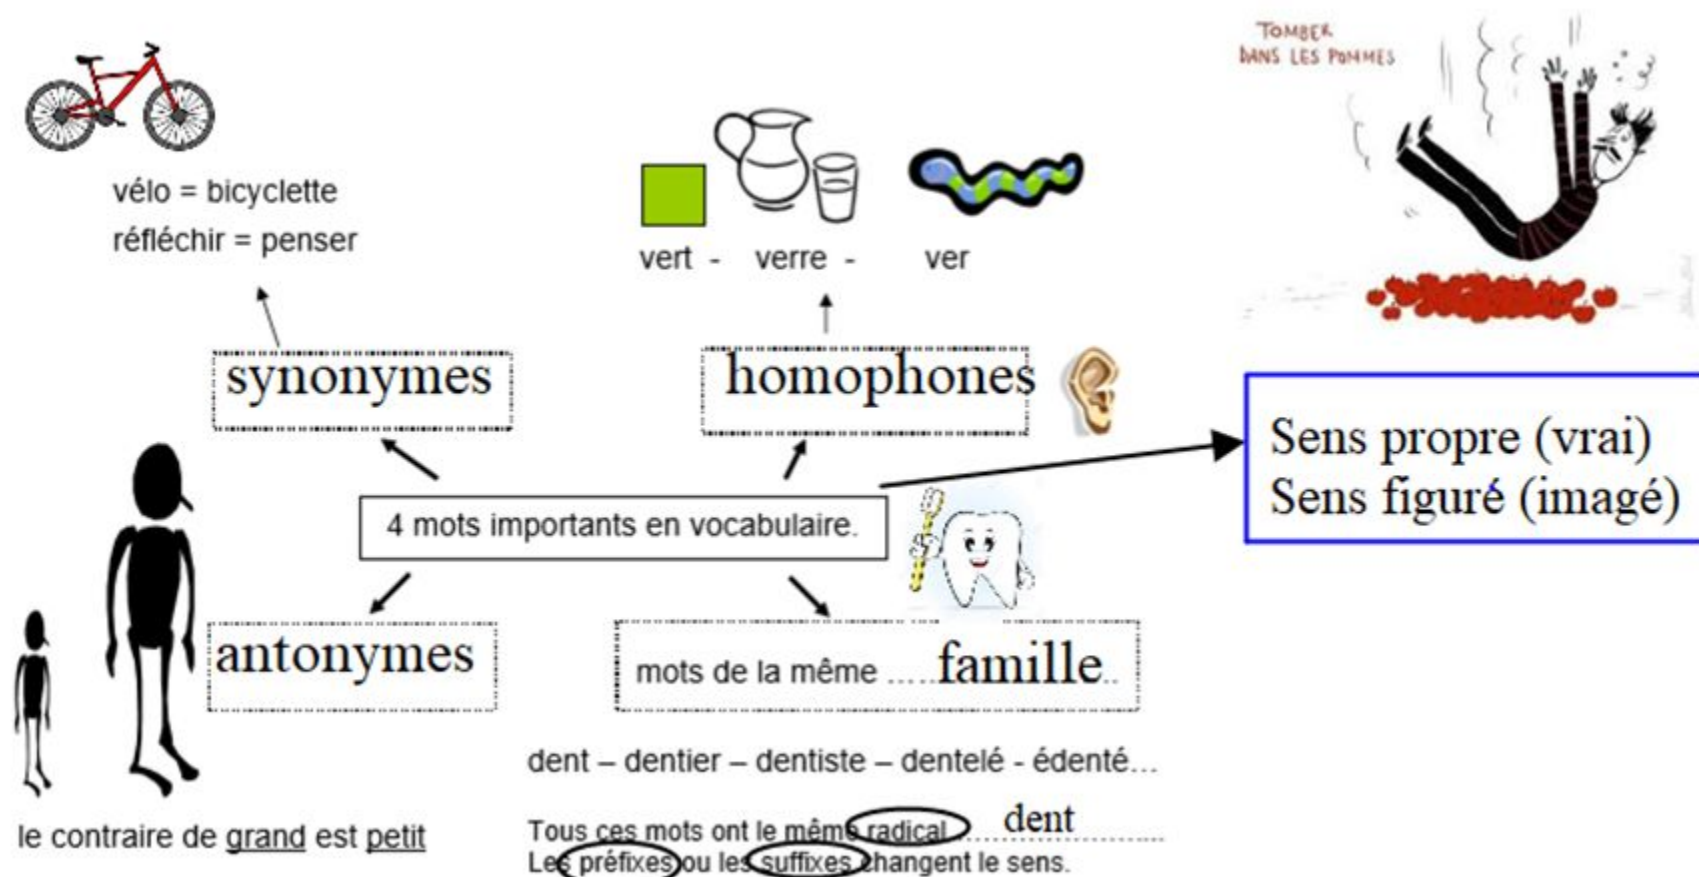 TOMBER
DANS LES POMMES
vélo = bicyclette
réfléchir = penser
vert - verre - ver
synonymes
homophones
Sens propre (vrai)
Sens figuré (imagé)
4 mots importants en vocabulaire.
antonymes
mots de la même .....famille..
dent – dentier – dentiste – dentelé - édenté...
le contraire de grand est petit
Tous ces mots ont le même radical dent
Les préfixes ou les suffixes changent le sens.